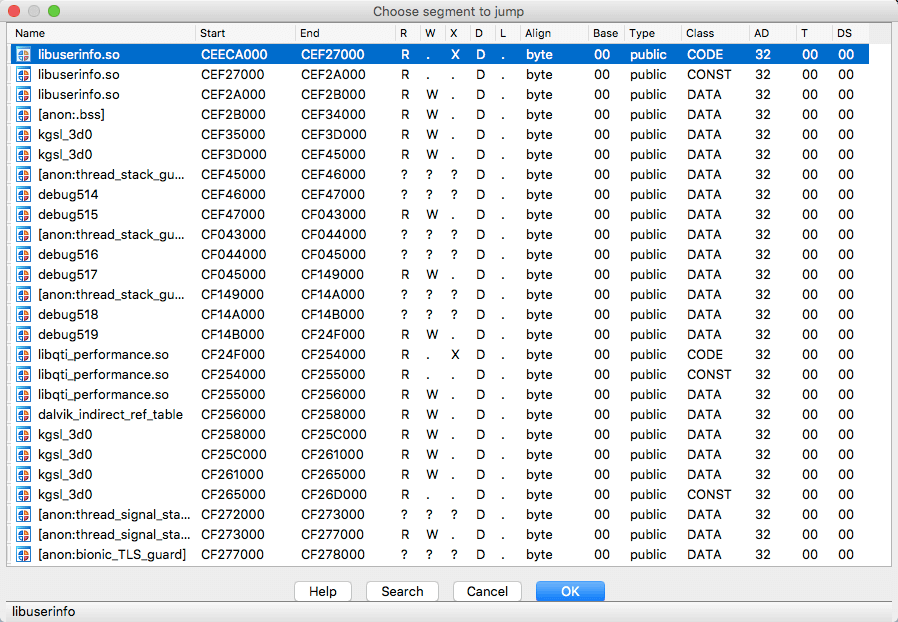 Choose segment to jump
Name Start End R W X D L Align Base Type Class AD T DS
libuserinfo.so CEECA000 CEF27000 R . X D . byte 00 public CODE 32 00 00
libuserinfo.so CEF27000 CEF2A000 R . . D . byte 00 public CONST 32 00 00
libuserinfo.so CEF2A000 CEF2B000 R W . D . byte 00 public DATA 32 00 00
[anon:.bss] CEF2B000 CEF34000 R W . D . byte 00 public DATA 32 00 00
kgsl_3d0 CEF35000 CEF3D000 R W . D . byte 00 public DATA 32 00 00
kgsl_3d0 CEF3D000 CEF45000 R W . D . byte 00 public DATA 32 00 00
[anon:thread_stack_gu... CEF45000 CEF46000 ? ? ? D . byte 00 public DATA 32 00 00
debug514 CEF46000 CEF47000 ? ? ? D . byte 00 public DATA 32 00 00
debug515 CEF47000 CF043000 R W . D . byte 00 public DATA 32 00 00
[anon:thread_stack_gu... CF043000 CF044000 ? ? ? D . byte 00 public DATA 32 00 00
debug516 CF044000 CF045000 ? ? ? D . byte 00 public DATA 32 00 00
debug517 CF045000 CF149000 R W . D . byte 00 public DATA 32 00 00
[anon:thread_stack_gu... CF149000 CF14A000 ? ? ? D . byte 00 public DATA 32 00 00
debug518 CF14A000 CF14B000 ? ? ? D . byte 00 public DATA 32 00 00
debug519 CF14B000 CF24F000 R W . D . byte 00 public DATA 32 00 00
libqti_performance.so CF24F000 CF254000 R . X D . byte 00 public CODE 32 00 00
libqti_performance.so CF254000 CF255000 R . . D . byte 00 public CONST 32 00 00
libqti_performance.so CF255000 CF256000 R W . D . byte 00 public DATA 32 00 00
dalvik_indirect_ref_table CF256000 CF258000 R W . D . byte 00 public DATA 32 00 00
kgsl_3d0 CF258000 CF25C000 R W . D . byte 00 public DATA 32 00 00
kgsl_3d0 CF25C000 CF261000 R W . D . byte 00 public DATA 32 00 00
kgsl_3d0 CF261000 CF265000 R W . D . byte 00 public DATA 32 00 00
kgsl_3d0 CF265000 CF26D000 R . . D . byte 00 public CONST 32 00 00
[anon:thread_signal_sta... CF272000 CF273000 ? ? ? D . byte 00 public DATA 32 00 00
[anon:thread_signal_sta... CF273000 CF277000 R W . D . byte 00 public DATA 32 00 00
[anon:bionic_TLS_guard] CF277000 CF278000 ? ? ? D . byte 00 public DATA 32 00 00
Help Search Cancel OK
libuserinfo